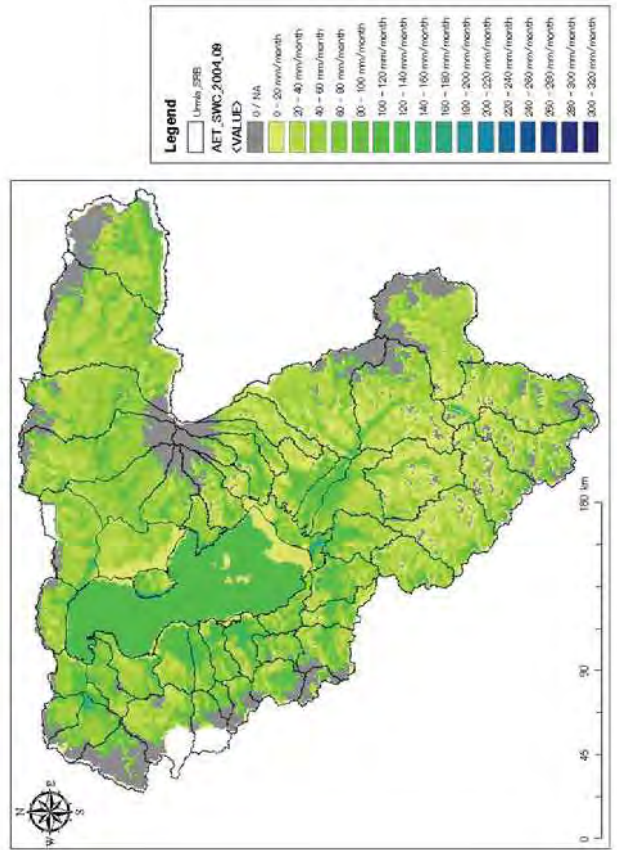 Legend
Urmia_SRB
AET_SWC_2004_09
<VALUE>
0 / NA
0 - 20 mm/month
20 - 40 mm/month
40 - 60 mm/month
60 - 80 mm/month
80 - 100 mm/month
100 - 120 mm/month
120 - 140 mm/month
140 - 160 mm/month
160 - 180 mm/month
180 - 200 mm/month
200 - 220 mm/month
220 - 240 mm/month
240 - 260 mm/month
260 - 280 mm/month
280 - 300 mm/month
300 - 320 mm/month
N
W
E
S
0
45
90
180 km